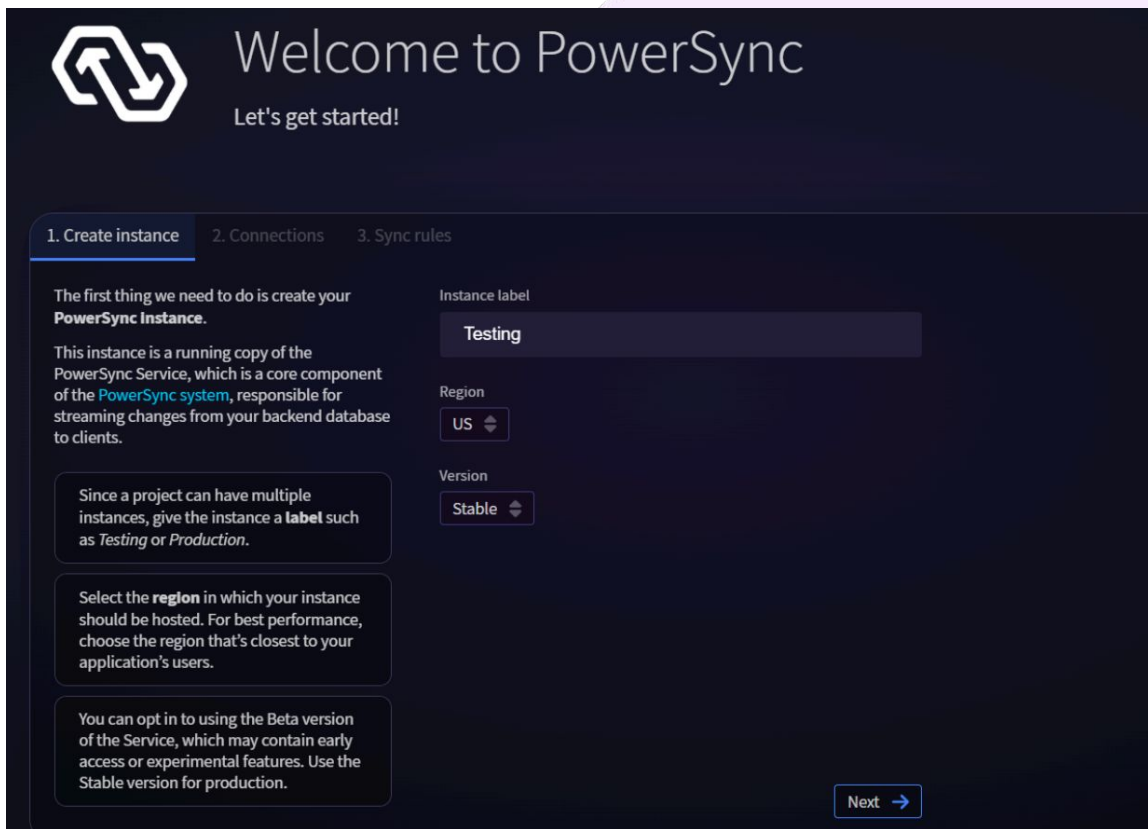 Welcome to PowerSync
Let's get started!
1. Create instance
2. Connections
3. Sync rules
The first thing we need to do is create your
PowerSync Instance.
This instance is a running copy of the
PowerSync Service, which is a core component
of the PowerSync system, responsible for
streaming changes from your backend database
to clients.
Since a project can have multiple
instances, give the instance a label such
as Testing or Production.
Select the region in which your instance
should be hosted. For best performance,
choose the region that's closest to your
application's users.
You can opt in to using the Beta version
of the Service, which may contain early
access or experimental features. Use the
Stable version for production.
Instance label
Testing
Region
US
Version
Stable
Next